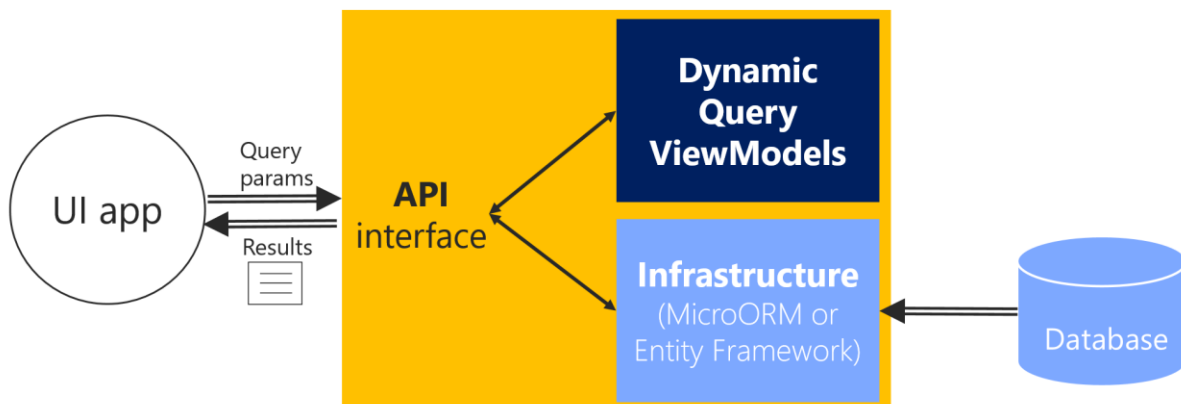 UI app
Query
params
Results
API
interface
Dynamic
Query
ViewModels
Infrastructure
(MicroORM or
Entity Framework)
Database